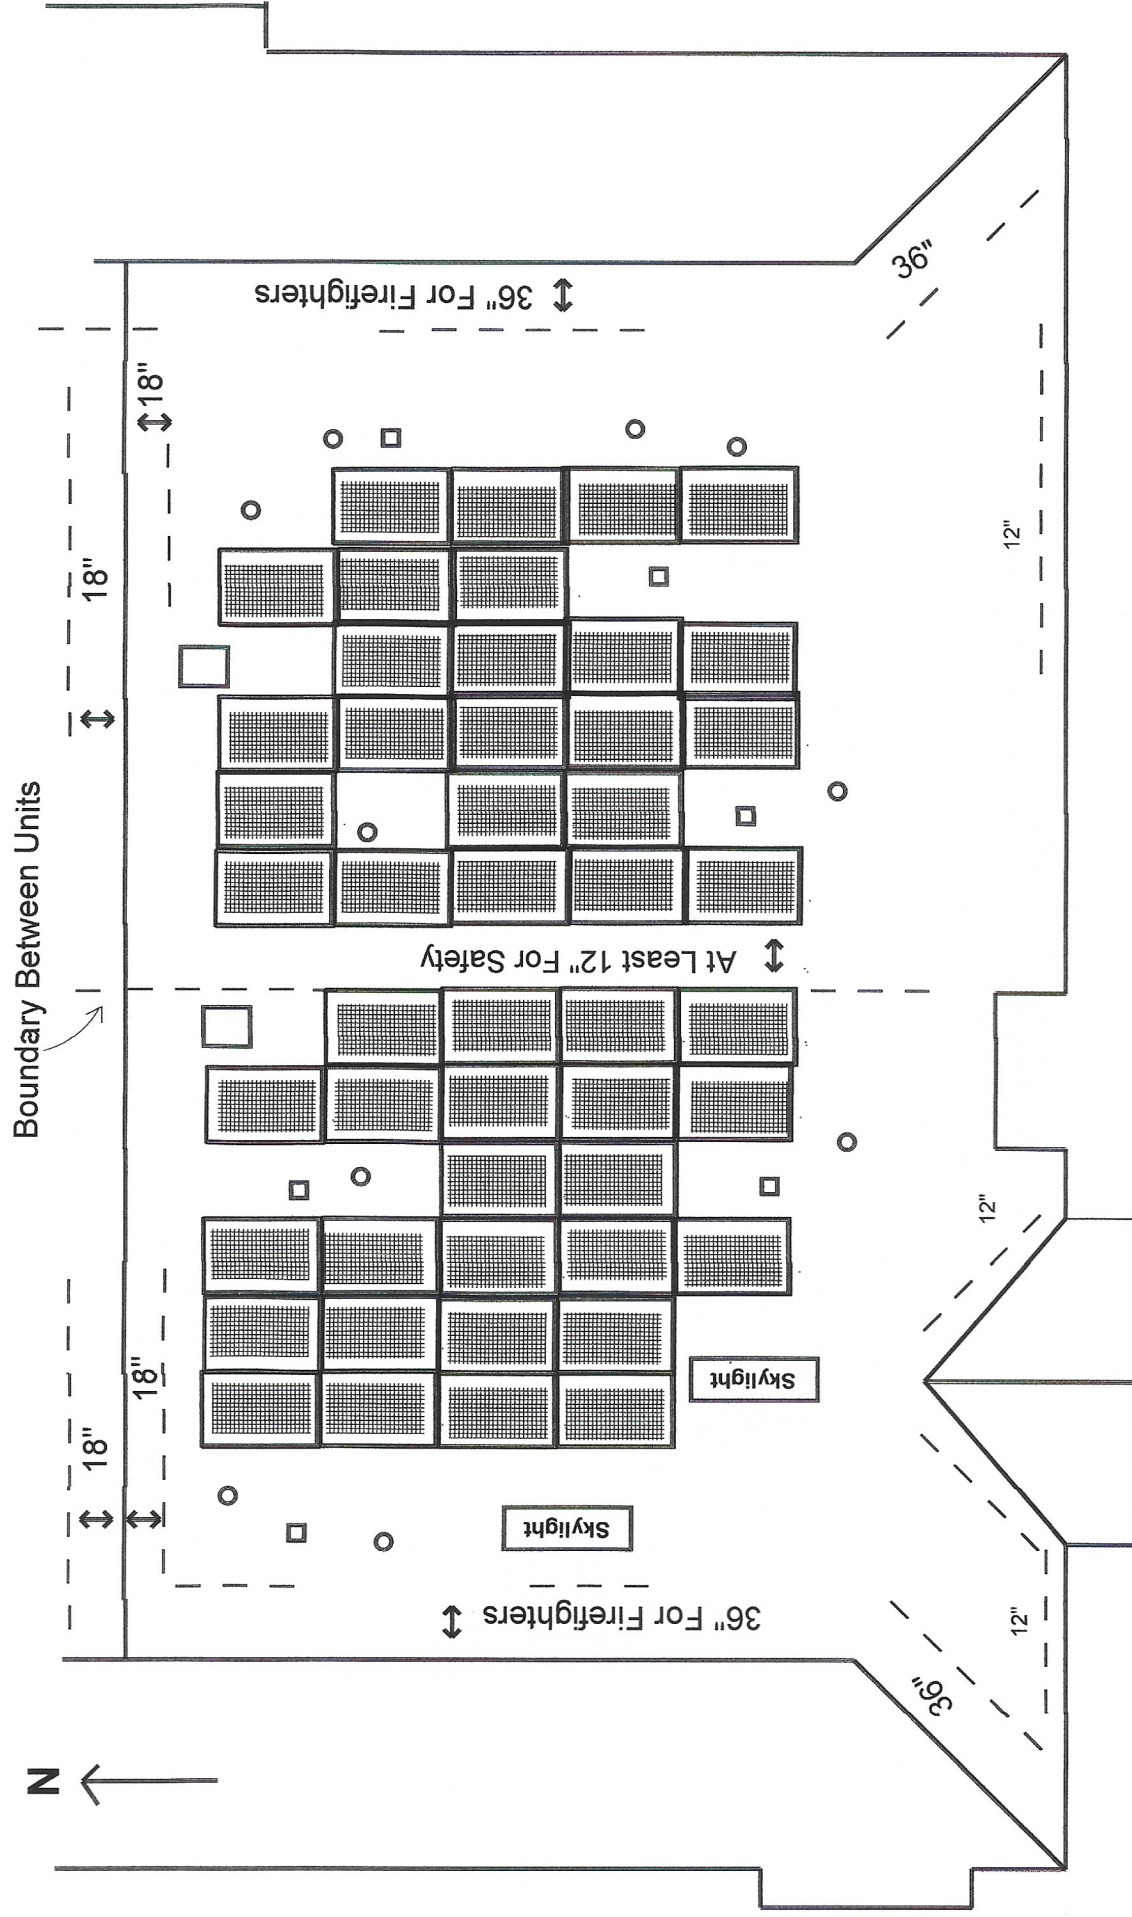 Boundary Between Units
18"
18"
36" For Firefighters
36"
12"
At Least 12" For Safety
18"
18"
12"
Skylight
Skylight
36" For Firefighters
12"
36"
N